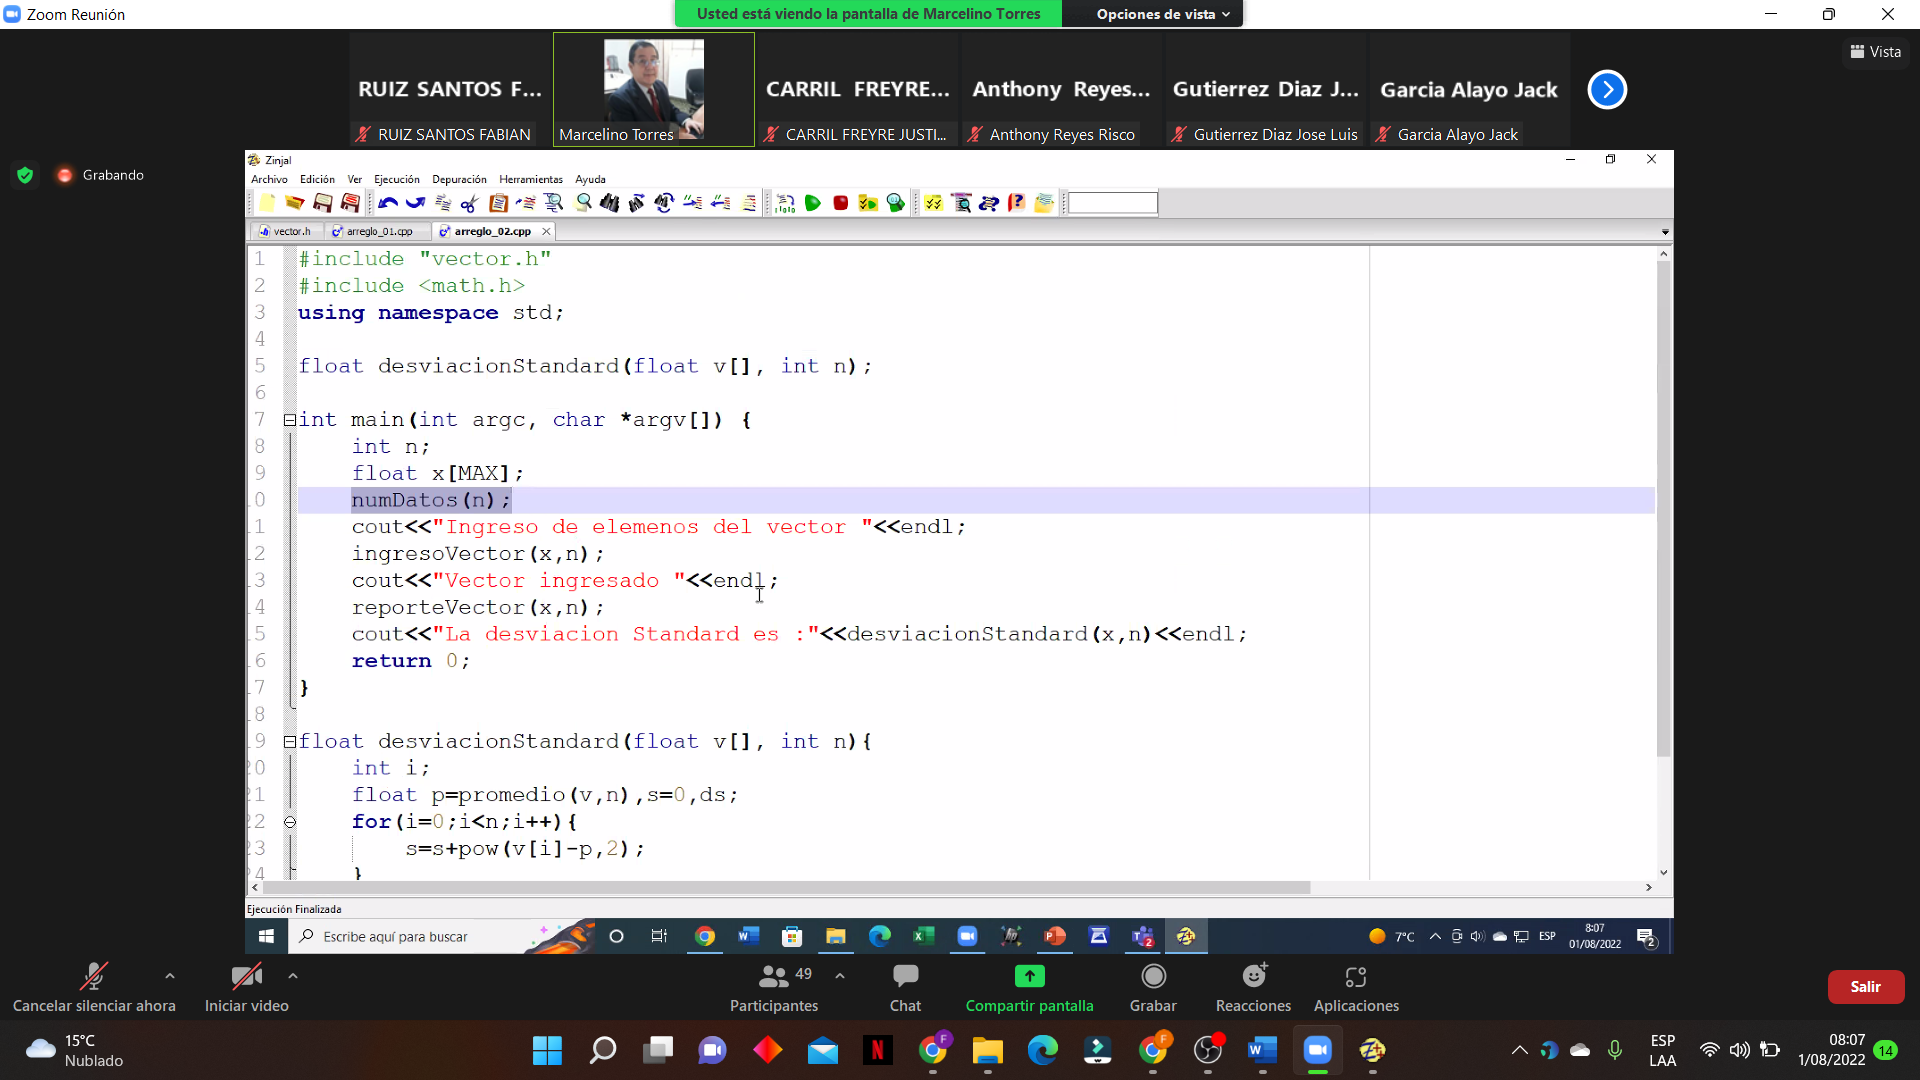 Zoom Reunión
Usted está viendo la pantalla de Marcelino Torres
Opciones de vista
Vista
RUIZ SANTOS F...
CARRIL FREYRE...
Anthony Reyes...
Gutierrez Diaz J...
Garcia Alayo Jack
RUIZ SANTOS FABIAN
Marcelino Torres
CARRIL FREYRE JUSTI...
Anthony Reyes Risco
Gutierrez Diaz Jose Luis
Garcia Alayo Jack
Grabando
Zinjal
Archivo Edición Ver Ejecución Depuración Herramientas Ayuda
vector.h arreglo_01.cpp arreglo_02.cpp
1 #include "vector.h"
2 #include <math.h>
3 using namespace std;
4
5 float desviacionStandard(float v[], int n);
6
7 int main(int argc, char *argv[]) {
8 int n;
9 float x[MAX];
0 numDatos(n);
1 cout<<"Ingreso de elemenos del vector "<<endl;
2 ingresoVector(x,n);
3 cout<<"Vector ingresado "<<endl;
4 reporteVector(x,n);
5 cout<<"La desviacion Standard es :"<<desviacionStandard(x,n)<<endl;
6 return 0;
7 }
8
9 float desviacionStandard(float v[], int n){
20 int i;
21 float p=promedio(v,n),s=0,ds;
22 for(i=0;i<n;i++){
23 s=s+pow(v[i]-p,2);
24 }
Ejecución Finalizada
Escribe aquí para buscar
7°C
ESP
8:07
01/08/2022
2
Cancelar silenciar ahora
Iniciar video
49
Participantes
Chat
Compartir pantalla
Grabar
Reacciones
Aplicaciones
Salir
15°C
Nublado
ESP
LAA
08:07
1/08/2022
14